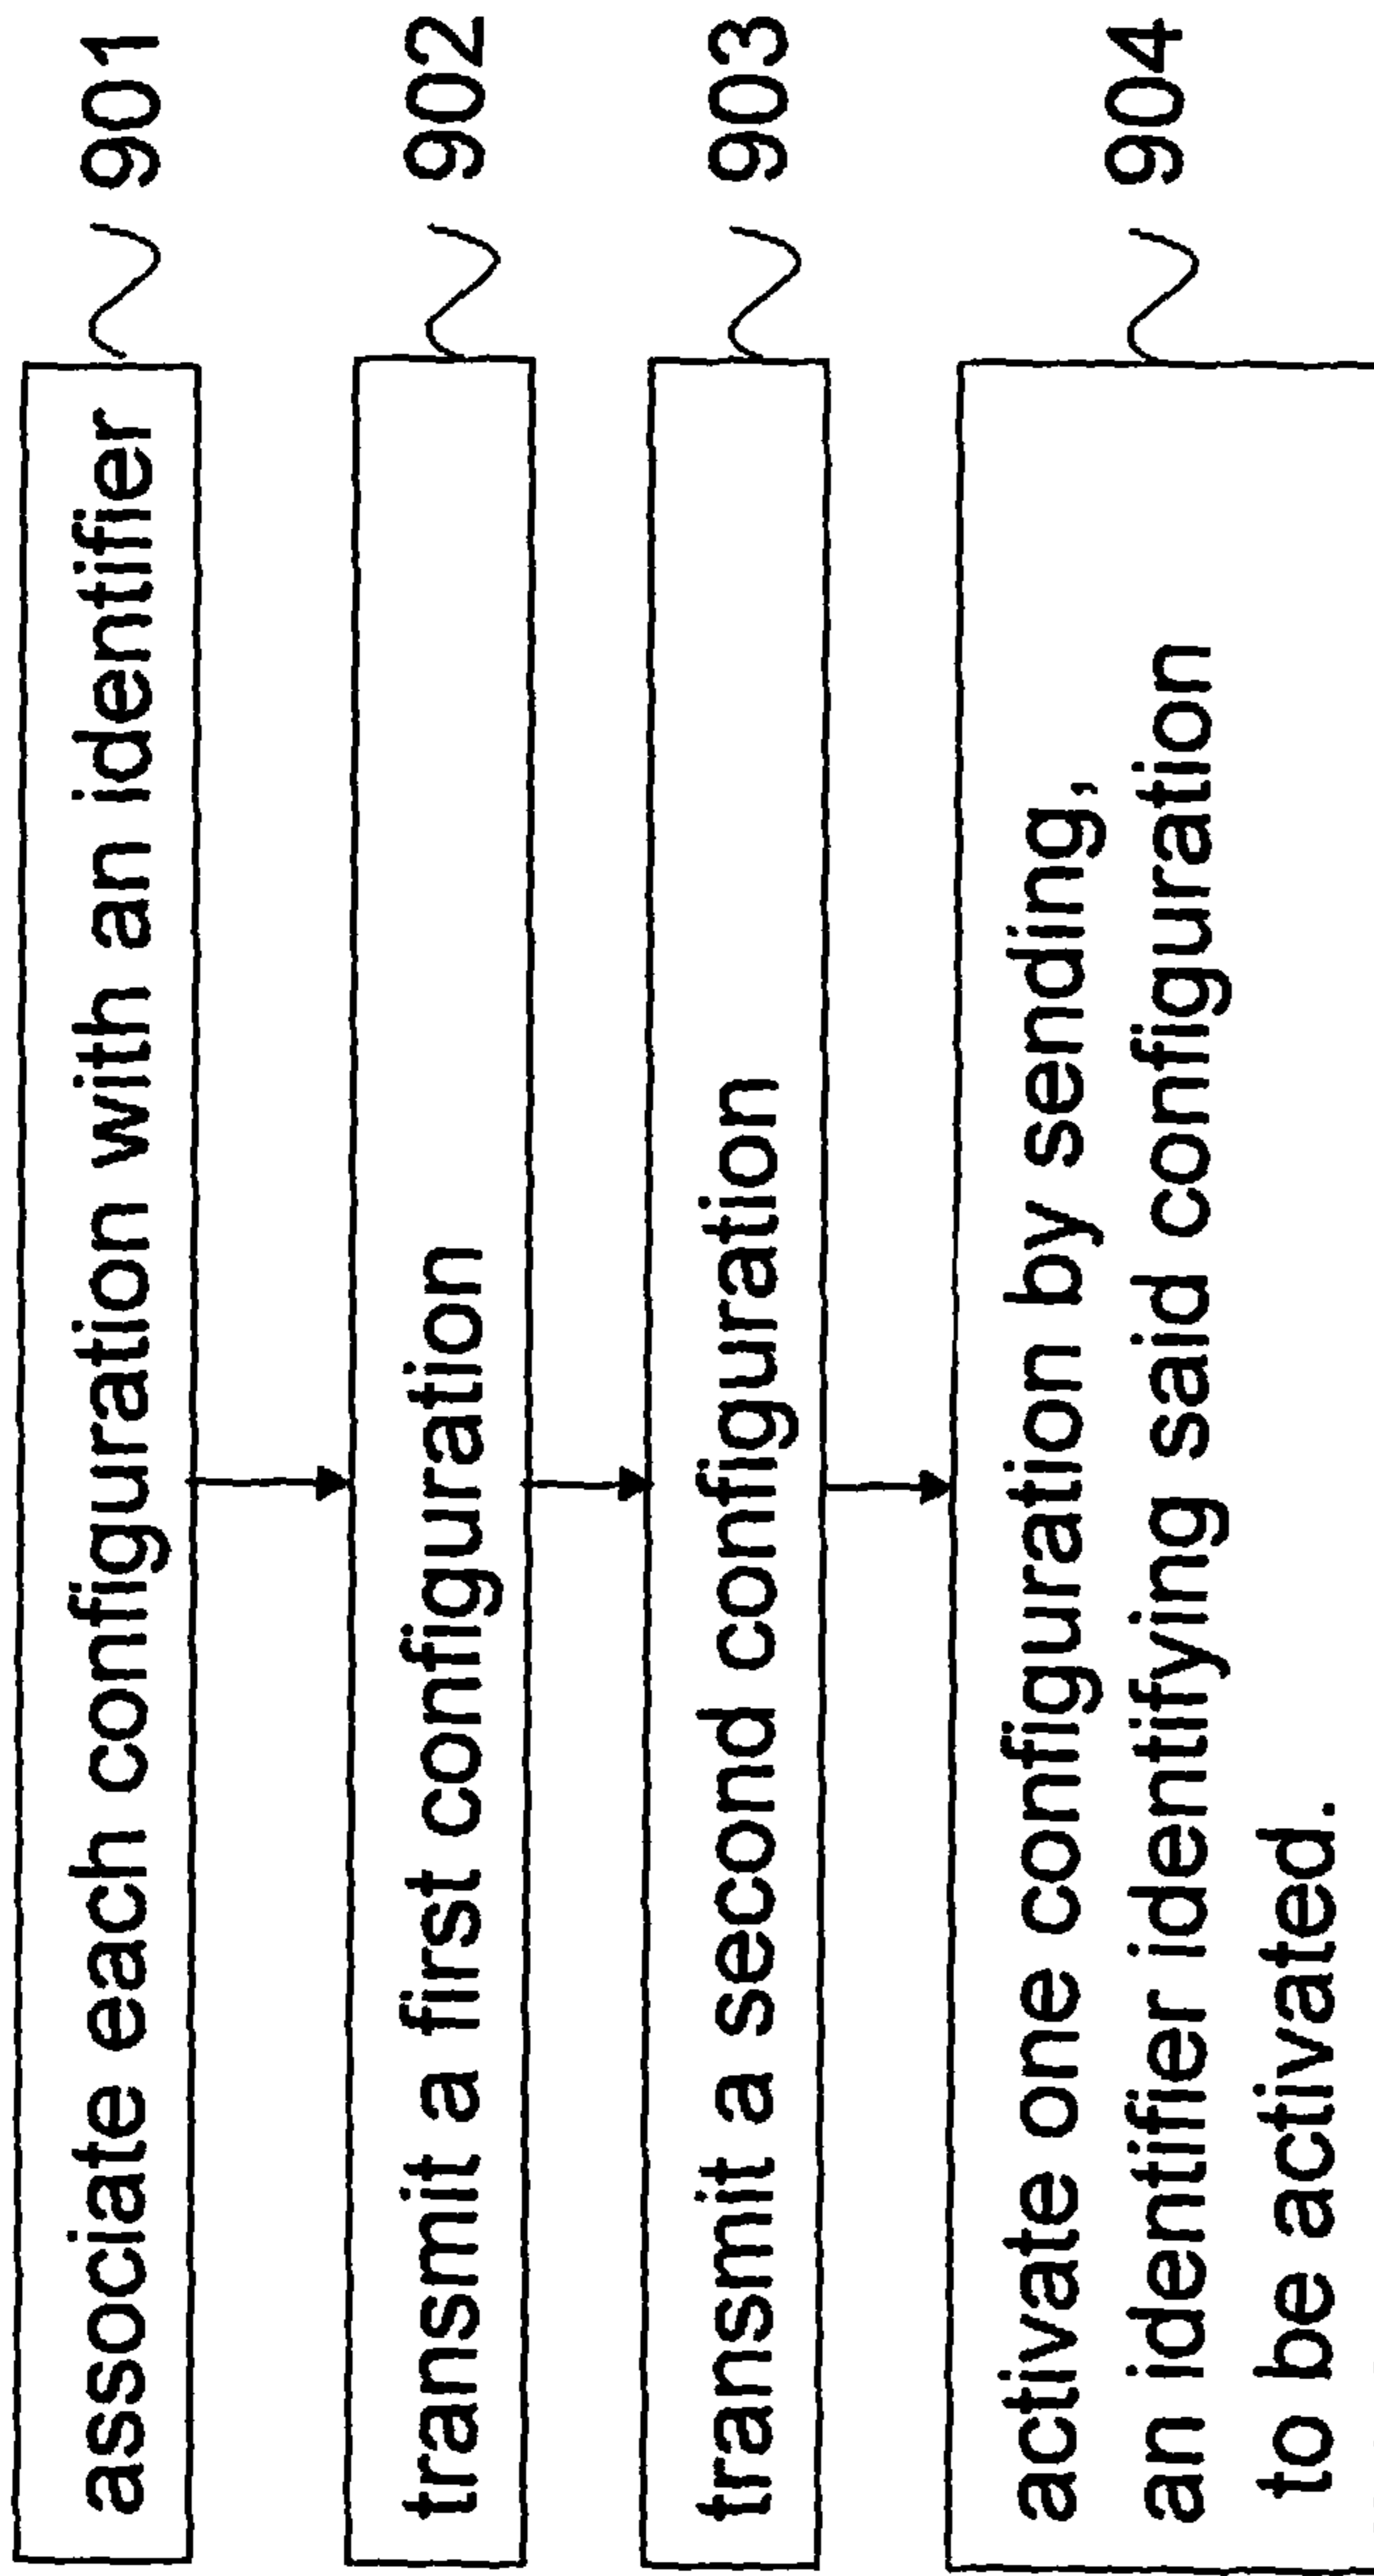 associate each configuration with an identifier 901
transmit a first configuration 902
transmit a second configuration 903
activate one configuration by sending, 904
an identifier identifying said configuration
to be activated.